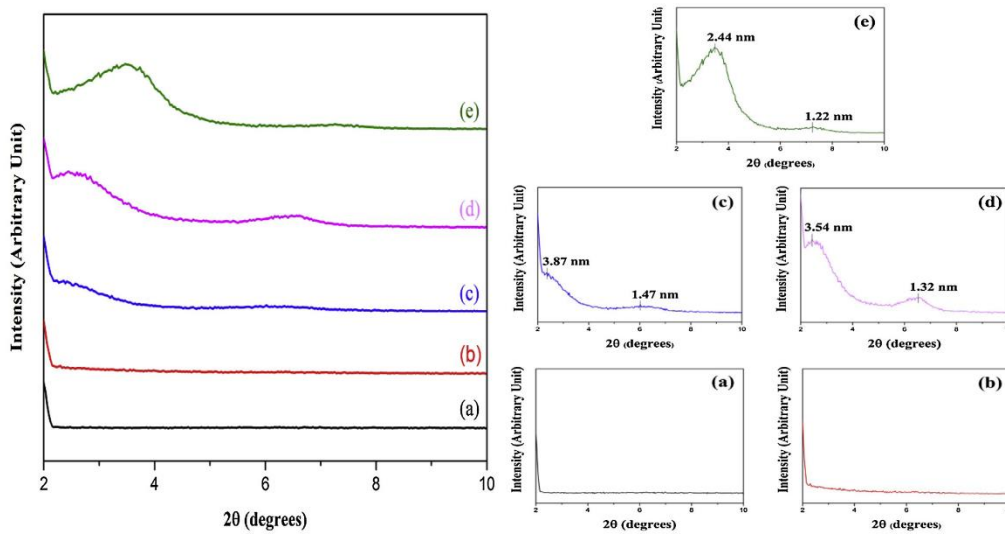 Intensity (Arbitrary Unit)
(e)
(d)
(c)
(b)
(a)
2 4 6 8 10
2θ (degrees)
(e)
Intensity (Arbitrary Unit)
2.44 nm
1.22 nm
2 4 6 8 10
2θ (degrees)
(c)
Intensity (Arbitrary Unit)
3.87 nm
1.47 nm
2 4 6 8 10
2θ (degrees)
(d)
Intensity (Arbitrary Unit)
3.54 nm
1.32 nm
2 4 6 8 10
2θ (degrees)
(a)
Intensity (Arbitrary Unit)
2 4 6 8 10
2θ (degrees)
(b)
Intensity (Arbitrary Unit)
2 4 6 8 10
2θ (degrees)